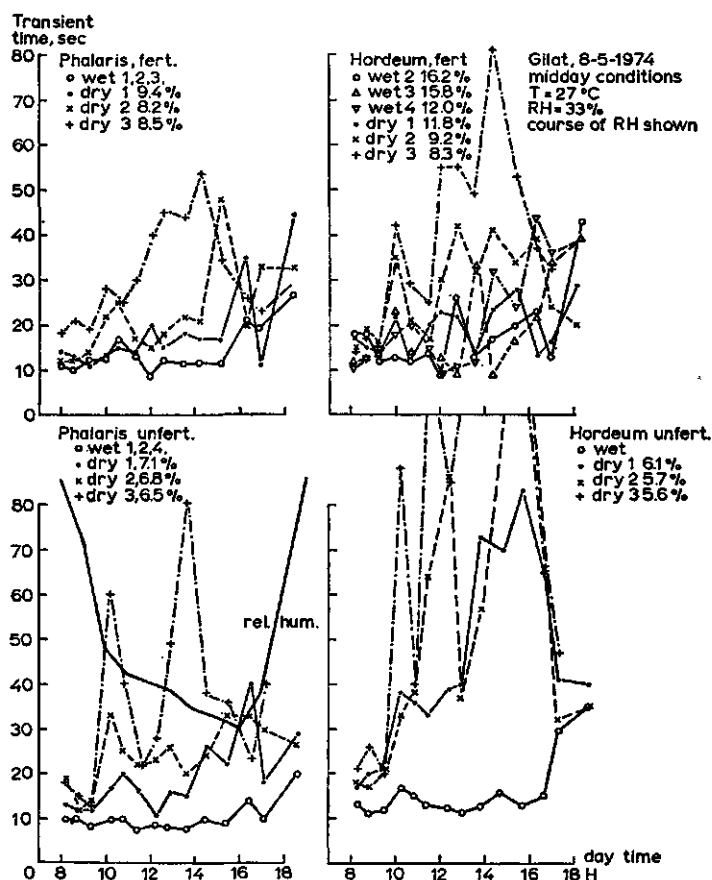 Transient
time, sec
80
70
60
50
40
30
20
10
0
Phalaris, fert.
wet 1,2,3.
dry 1 9.4%
dry 2 8.2%
dry 3 8.5%
Hordeum, fert
wet 2 16.2%
wet 3 15.8%
wet 4 12.0%
dry 1 11.8%
dry 2 9.2%
dry 3 8.3%
Gilat, 8-5-1974
midday conditions
T = 27 °C
RH = 33%
course of RH shown
Phalaris unfert.
wet 1,2,4.
dry 1,7.1%
dry 2,6.8%
dry 3,6.5%
Hordeum unfert.
wet
dry 1 6.1%
dry 2 5.7%
dry 3 5.6%
80
70
60
50
40
30
20
10
0
rel. hum.
8 10 12 14 16 18
8 10 12 14 16 18
day time
H